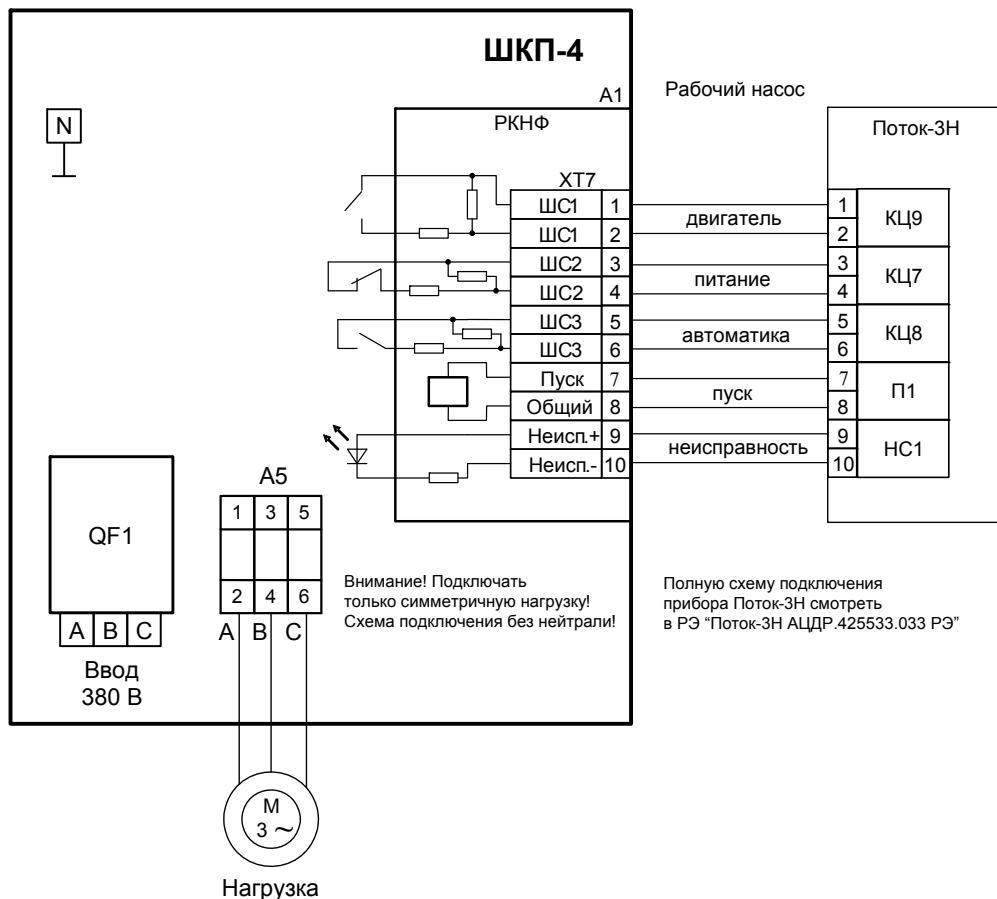 ШКП-4
A1
Рабочий насос
N
РКНФ
Поток-3Н
XT7
ШС1 1
двигатель
1
КЦ9
ШС1 2
2
ШС2 3
питание
3
КЦ7
ШС2 4
4
ШС3 5
автоматика
5
КЦ8
ШС3 6
6
Пуск 7
пуск
7
П1
Общий 8
8
Неисп.+ 9
неисправность
9
НС1
Неисп.- 10
10
QF1
A B C
Ввод
380 В
A5
1 3 5
2 4 6
A B C
Внимание! Подключать
только симметричную нагрузку!
Схема подключения без нейтрали!
Полную схему подключения
прибора Поток-3Н смотреть
в РЭ “Поток-3Н АЦДР.425533.033 РЭ”
М
3 ~
Нагрузка